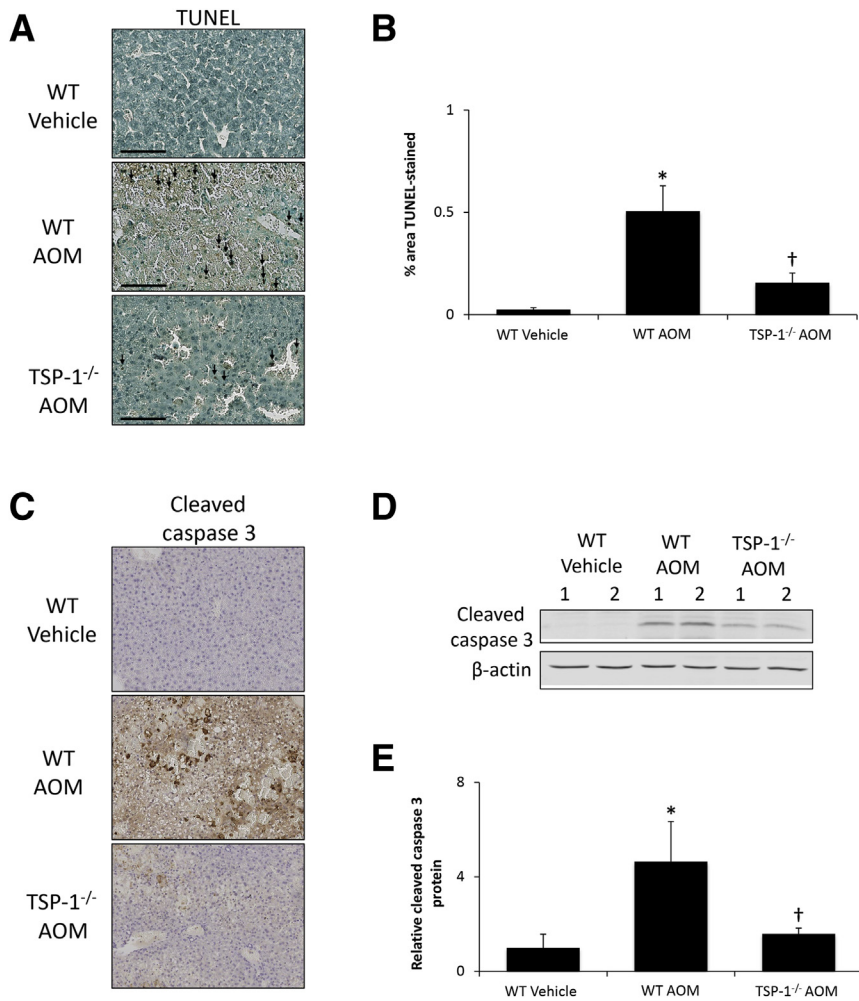 A
TUNEL
WT
Vehicle
WT
AOM
TSP-1-/-
AOM
B
% area TUNEL-stained
1
0.5
0
*
†
WT Vehicle
WT AOM
TSP-1-/- AOM
C
Cleaved
caspase 3
WT
Vehicle
WT
AOM
TSP-1-/-
AOM
D
WT
Vehicle
WT
AOM
TSP-1-/-
AOM
1 2 1 2 1 2
Cleaved
caspase 3
β-actin
E
Relative cleaved caspase 3
protein
8
4
0
*
†
WT Vehicle
WT AOM
TSP-1-/- AOM